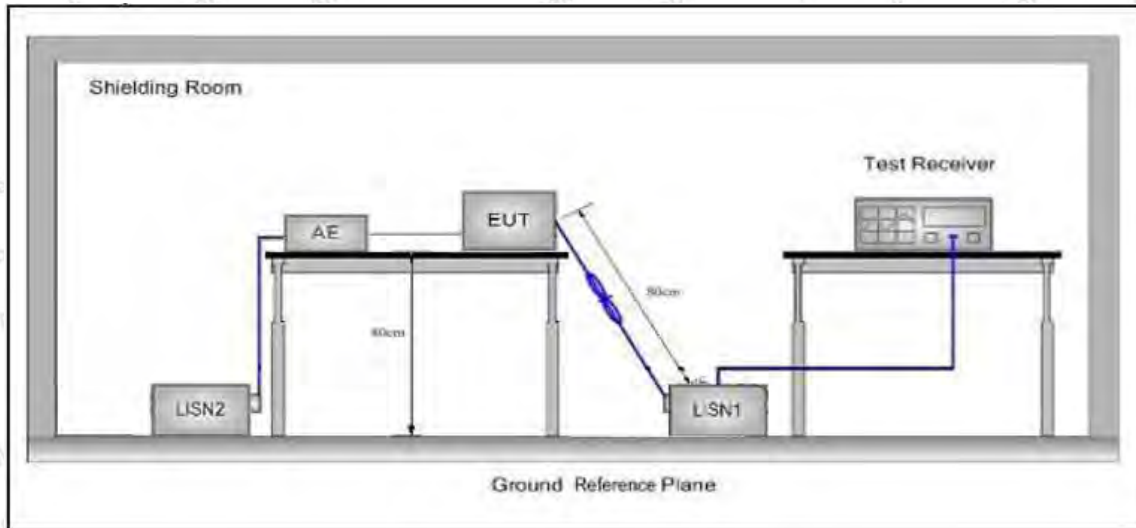 Shielding Room
Test Receiver
EUT
AE
80cm
80cm
LISN2
LISN1
Ground Reference Plane